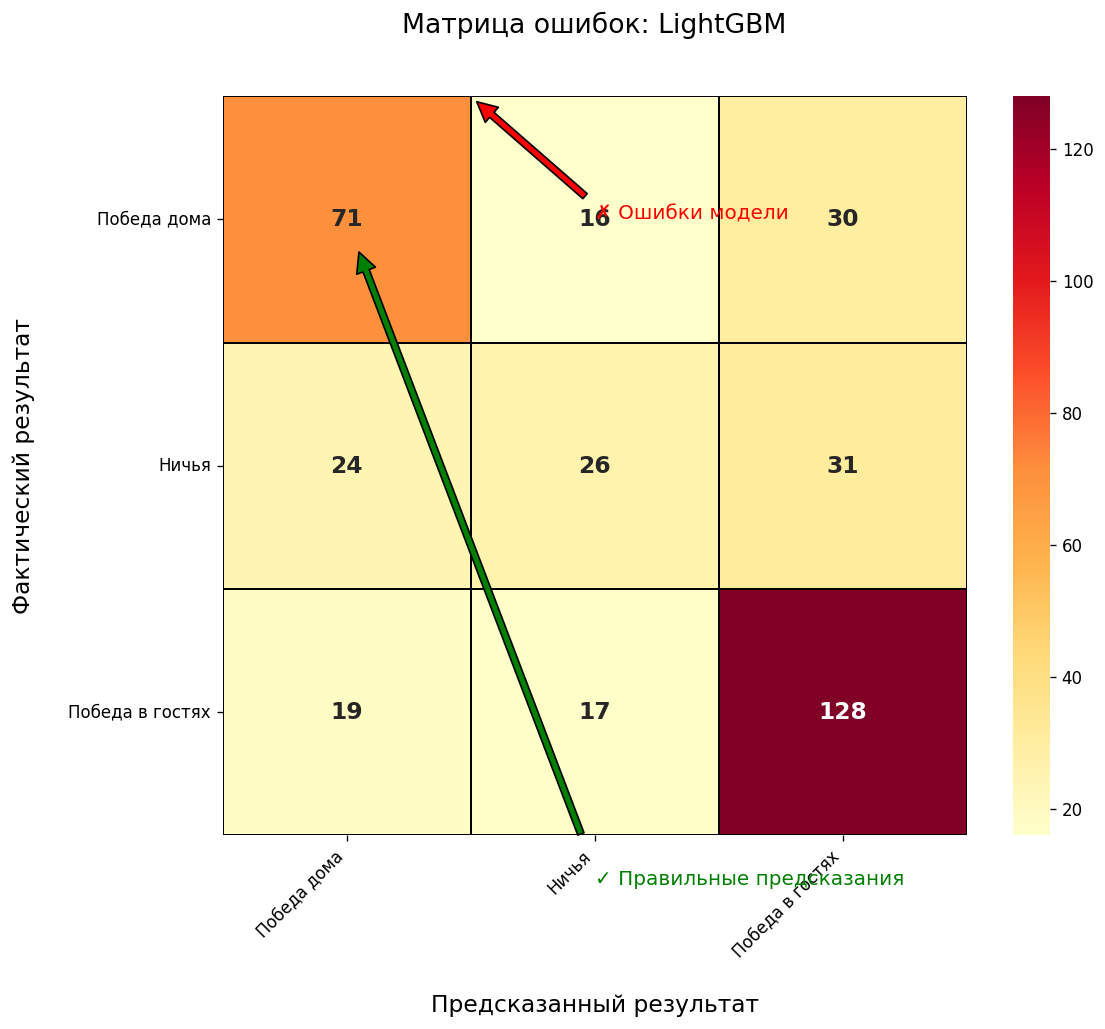 Матрица ошибок: LightGBM
Фактический результат
Победа дома
71
16
30
✗ Ошибки модели
Ничья
24
26
31
Победа в гостях
19
17
128
120
100
80
60
40
20
Победа дома
Ничья
Победа в гостях
✓ Правильные предсказания
Предсказанный результат